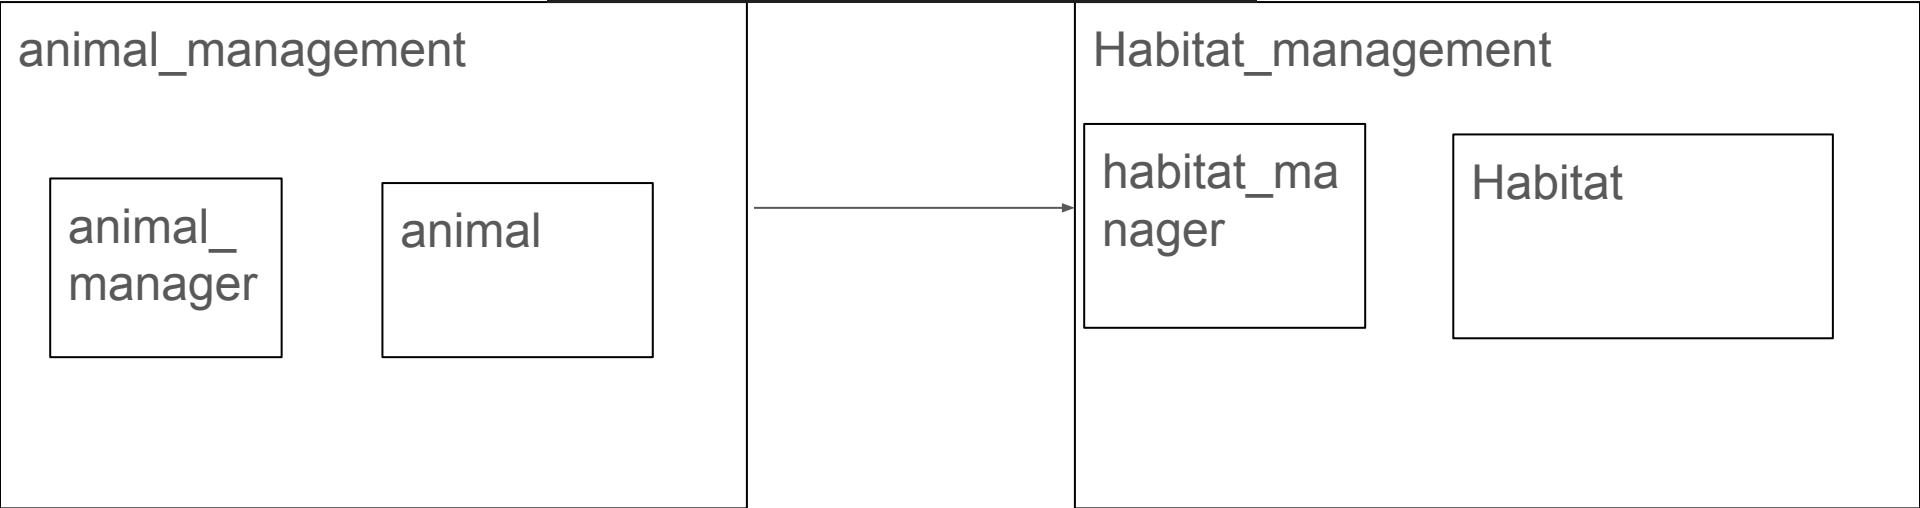 animal_management
Habitat_management
animal_
manager
animal
habitat_ma
nager
Habitat